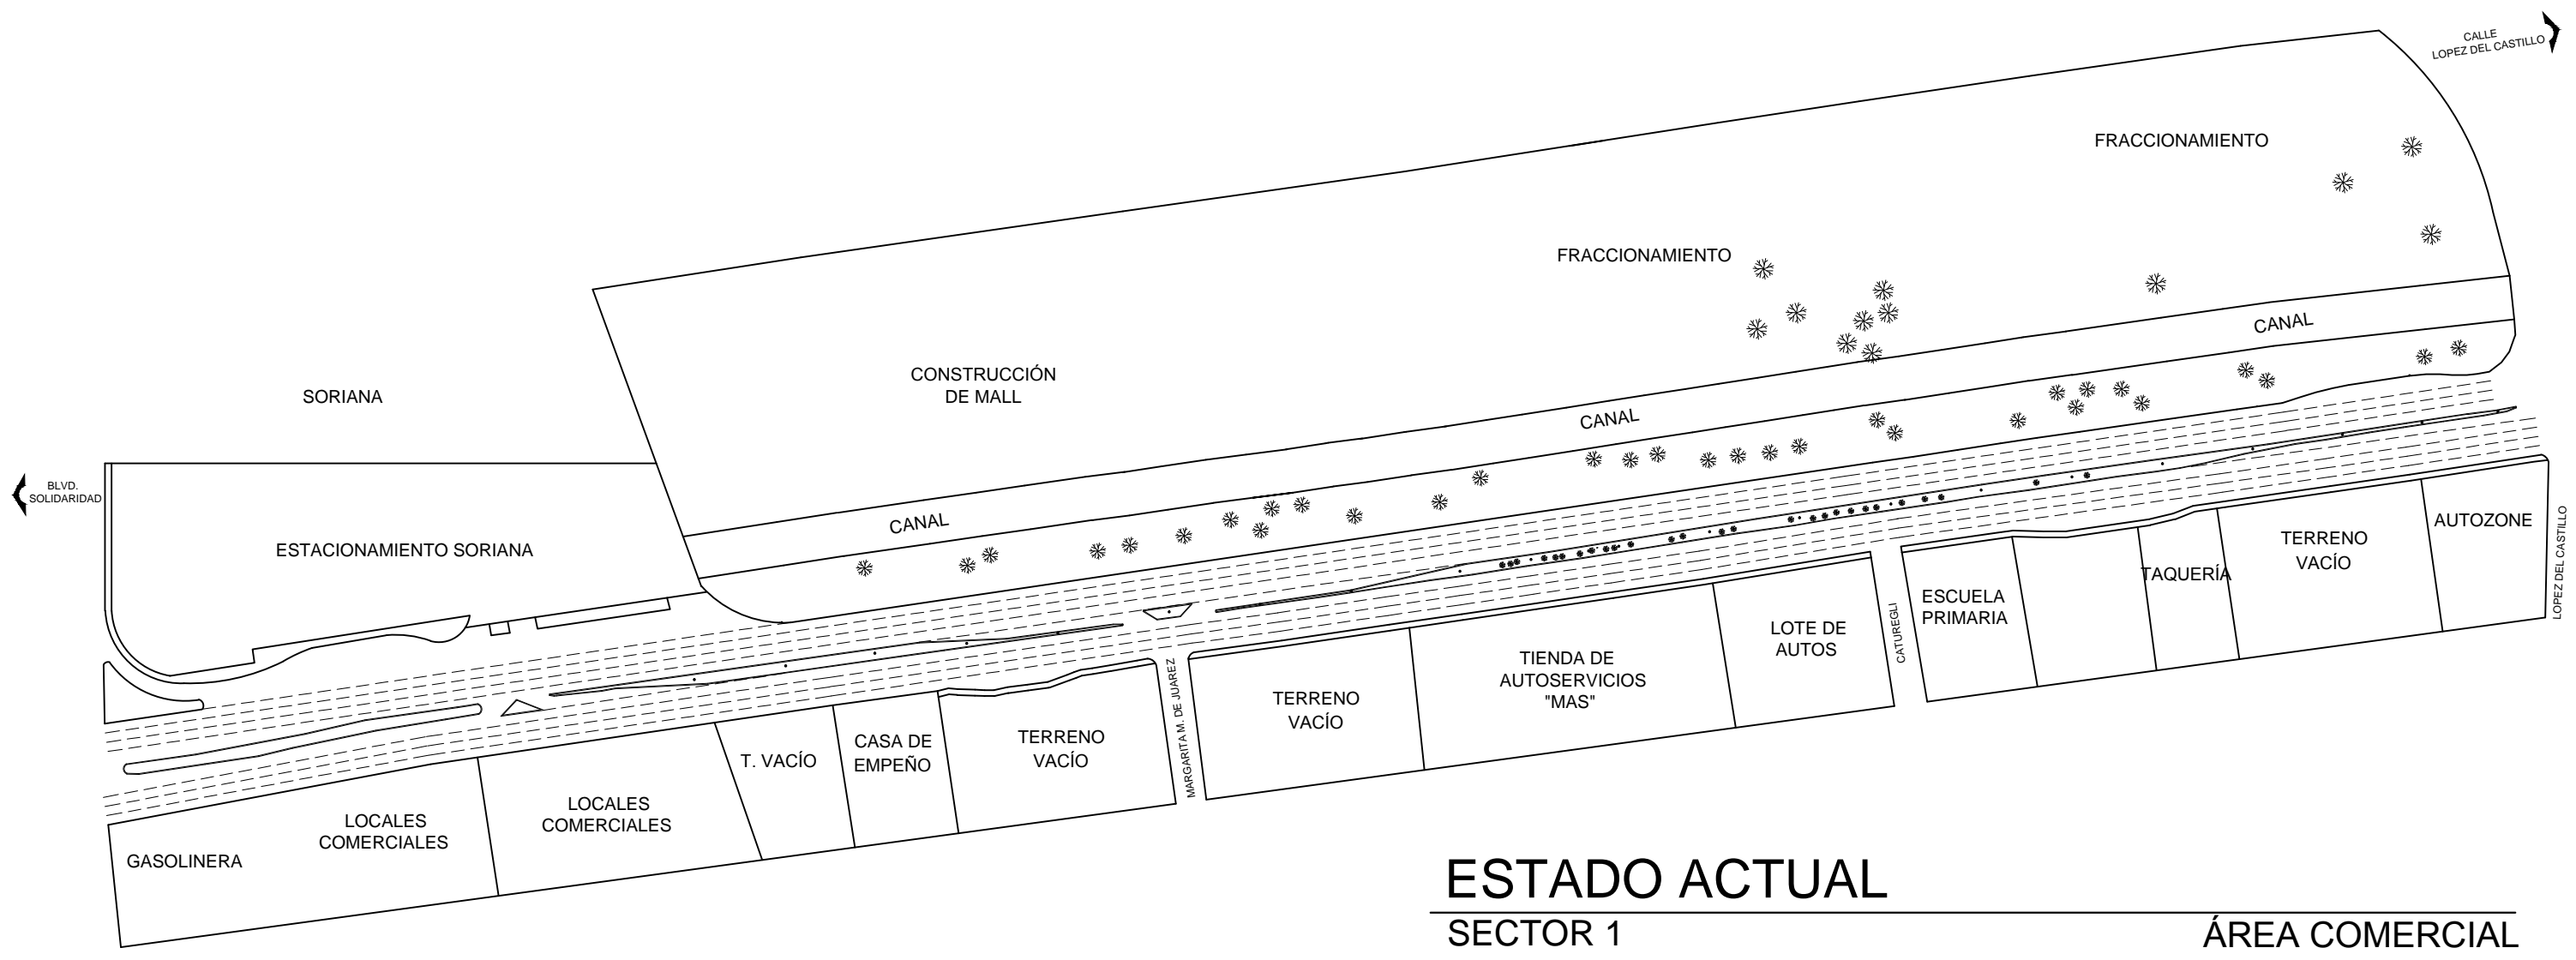 CALLE
LOPEZ DEL CASTILLO
FRACCIONAMIENTO
FRACCIONAMIENTO
CANAL
CONSTRUCCIÓN
DE MALL
SORIANA
CANAL
BLVD.
SOLIDARIDAD
CANAL
ESTACIONAMIENTO SORIANA
AUTOZONE
TERRENO
VACÍO
TAQUERÍA
LOPEZ DEL CASTILLO
ESCUELA
PRIMARIA
CATUREGLI
LOTE DE
AUTOS
TIENDA DE
AUTOSERVICIOS
"MAS"
TERRENO
VACÍO
MARGARITA M. DE JUAREZ
TERRENO
VACÍO
CASA DE
EMPEÑO
T. VACÍO
LOCALES
COMERCIALES
LOCALES
COMERCIALES
GASOLINERA
ESTADO ACTUAL
SECTOR 1
ÁREA COMERCIAL